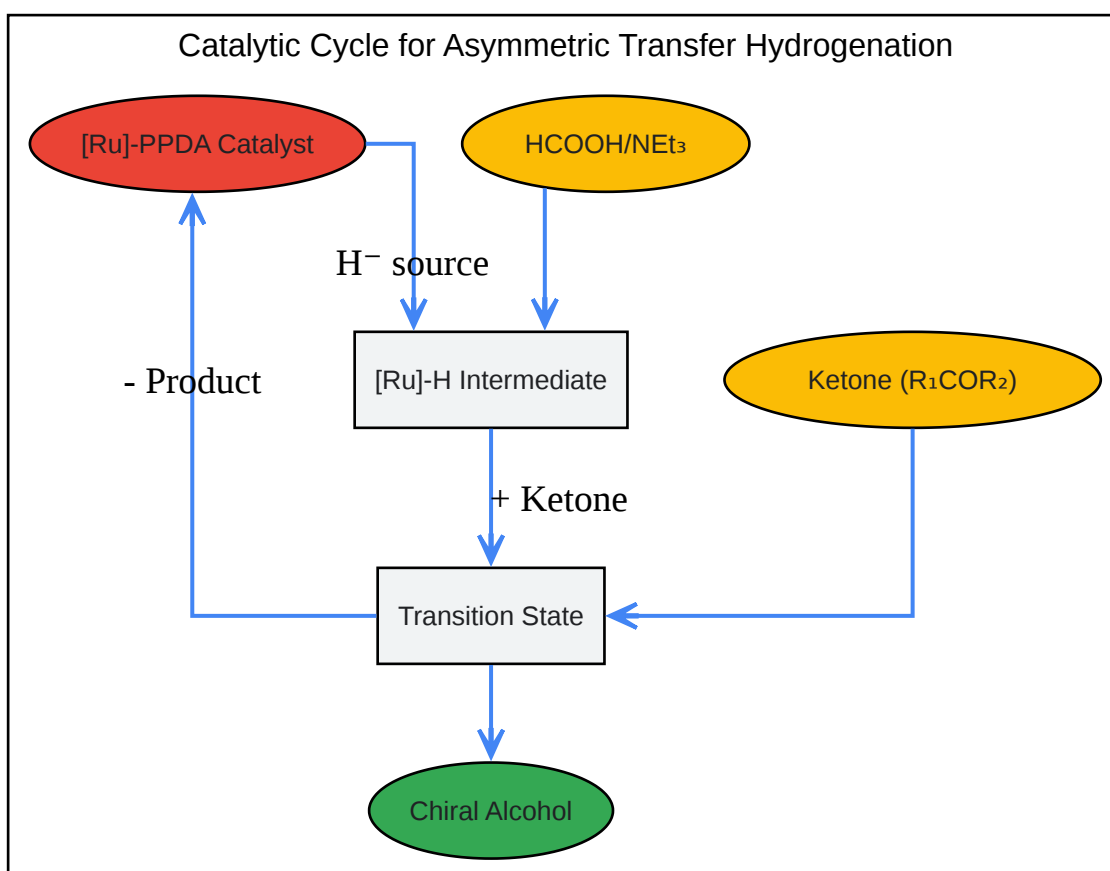 Catalytic Cycle for Asymmetric Transfer Hydrogenation
[Ru]-PPDA Catalyst
HCOOH/NEt₃
H⁻ source
[Ru]-H Intermediate
Ketone (R₁COR₂)
- Product
+ Ketone
Transition State
Chiral Alcohol